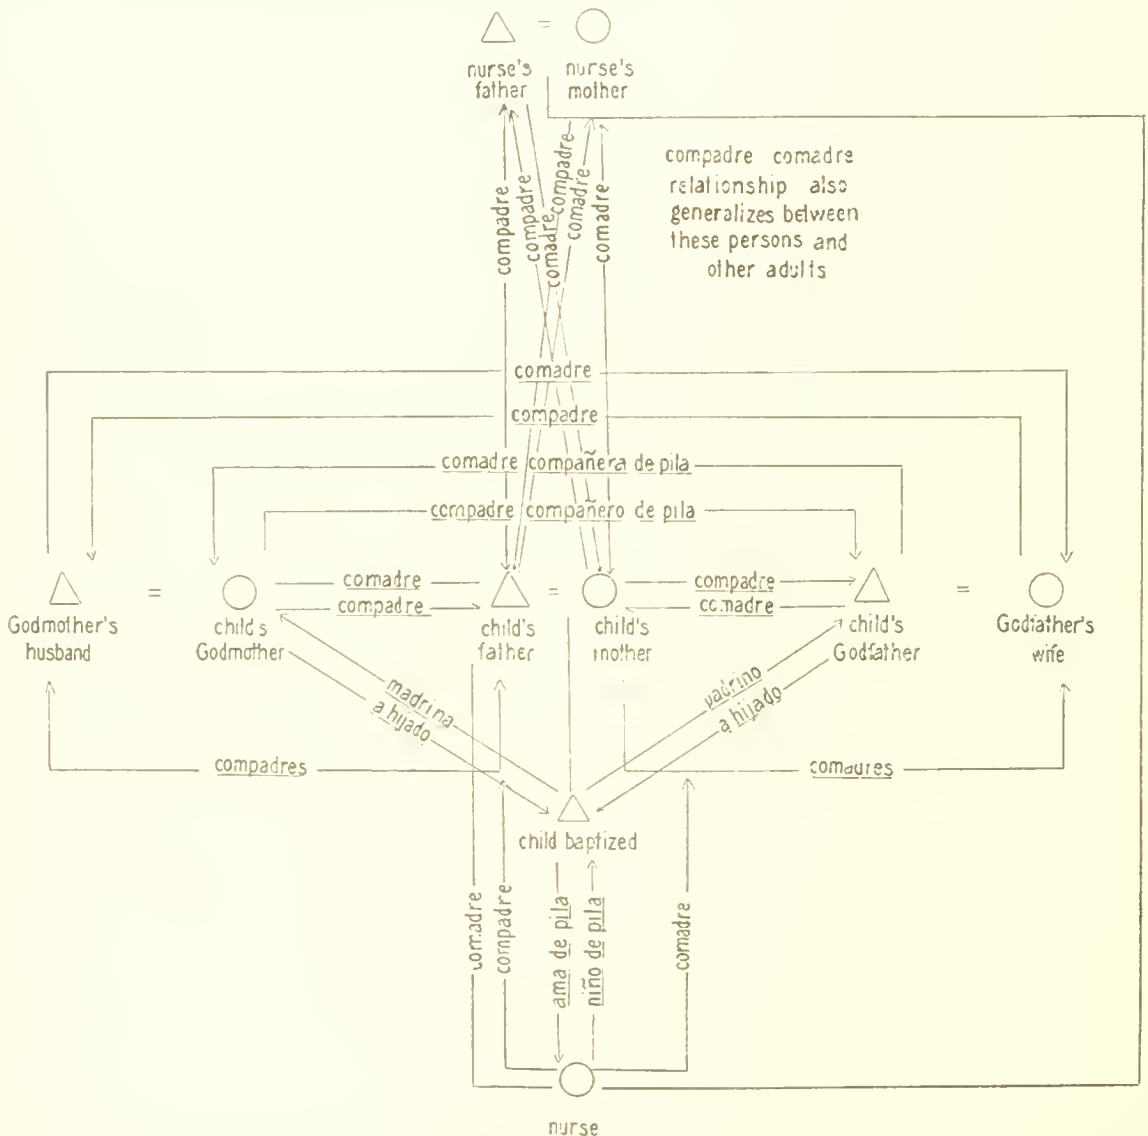 nurse's
father
nurse's
mother
compadre comadre
relationship also
generalizes between
these persons and
other adults
compadre
compadre
comadre
compadre
comadre
comadre
comadre
compadre
comadre compañera de pila
compadre compañero de pila
=
=
comadre
compadre
=
compadre
comadre
=
Godmother's
husband
child's
Godmother
child's
father
child's
mother
child's
Godfather
Godfather's
wife
madrina
a hijado
padrino
a hijado
compadres
comadres
child baptized
comadre
compadre
ama de pila
niño de pila
comadre
nurse